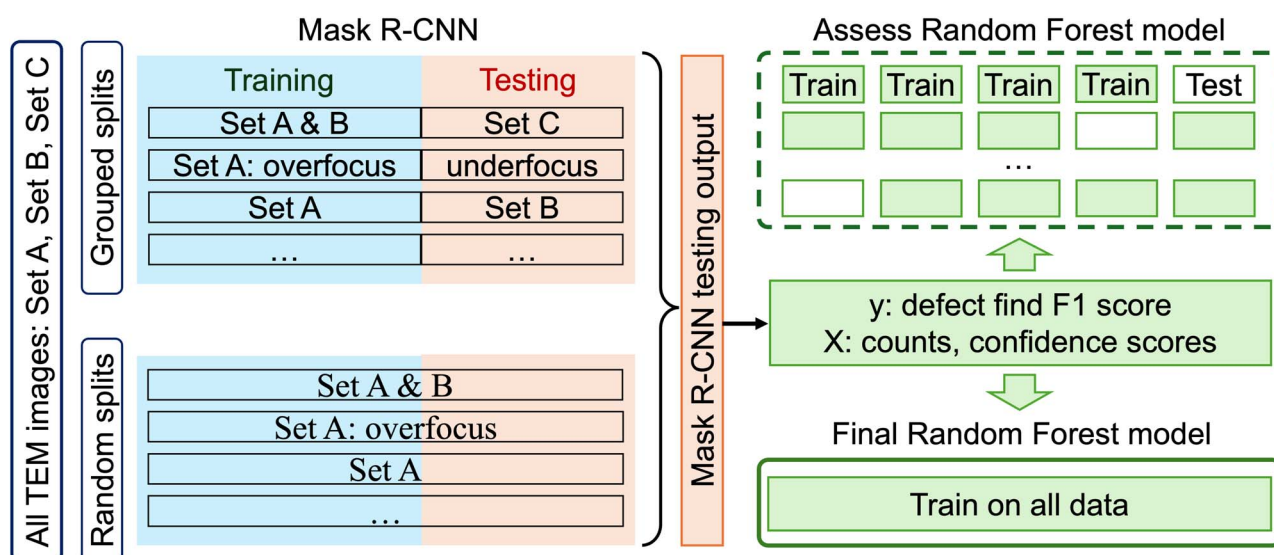 All TEM images: Set A, Set B, Set C
Grouped splits
Mask R-CNN
Training
Testing
Set A & B
Set C
Set A: overfocus
underfocus
Set A
Set B
...
...
Random splits
Set A & B
Set A: overfocus
Set A
...
Mask R-CNN testing output
Assess Random Forest model
Train Train Train Train Test
...
y: defect find F1 score
X: counts, confidence scores
Final Random Forest model
Train on all data